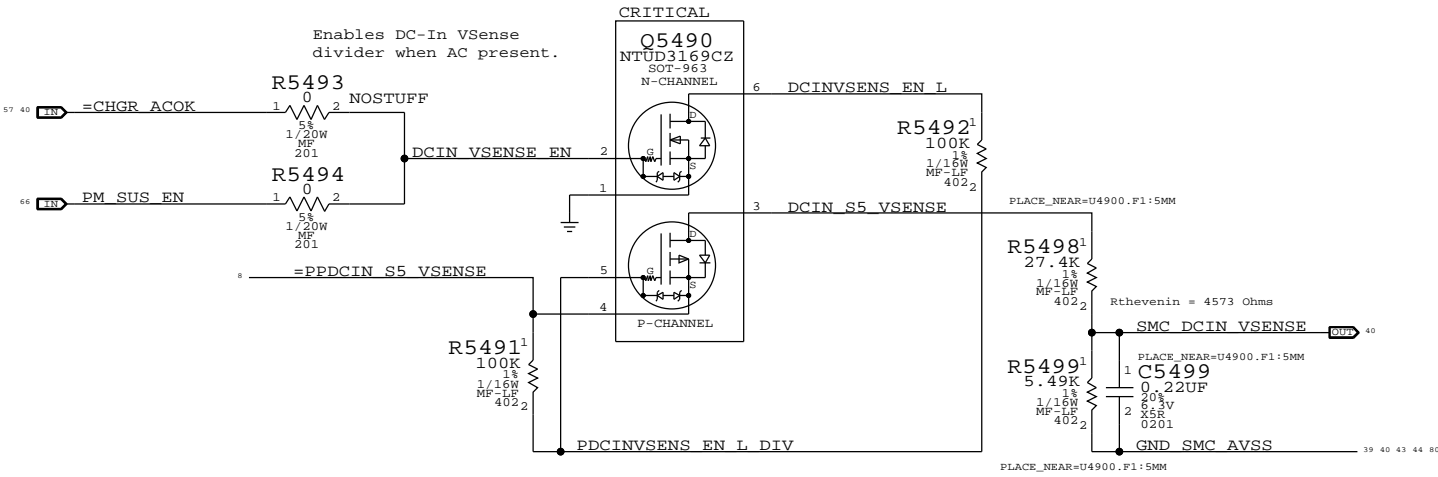 CRITICAL
Enables DC-In VSense
divider when AC present.
Q5490
NTUD3169CZ
SOT-963
N-CHANNEL
R5493
0
57 40
IN
=CHGR_ACOK
1
2
NOSTUFF
5%
1/20W
MF
201
6
DCINVSENS_EN_L
D
G
S
R5492
1
100K
1%
1/16W
MF-LF
402
2
DCIN_VSENSE_EN
2
R5494
0
66
IN
PM_SUS_EN
1
2
5%
1/20W
MF
201
1
3
DCIN_S5_VSENSE
PLACE_NEAR=U4900.F1:5MM
D
G
S
R5498
1
27.4K
1%
1/16W
MF-LF
402
2
8
=PPDCIN_S5_VSENSE
5
4
P-CHANNEL
Rthevenin = 4573 Ohms
SMC_DCIN_VSENSE
OUT
40
R5491
1
100K
1%
1/16W
MF-LF
402
2
PLACE_NEAR=U4900.F1:5MM
R5499
1
5.49K
1%
1/16W
MF-LF
402
2
1
C5499
0.22UF
20%
6.3V
2
X5R
0201
PDCINVSENS_EN_L_DIV
GND_SMC_AVSS
39 40 43 44
PLACE_NEAR=U4900.F1:5MM